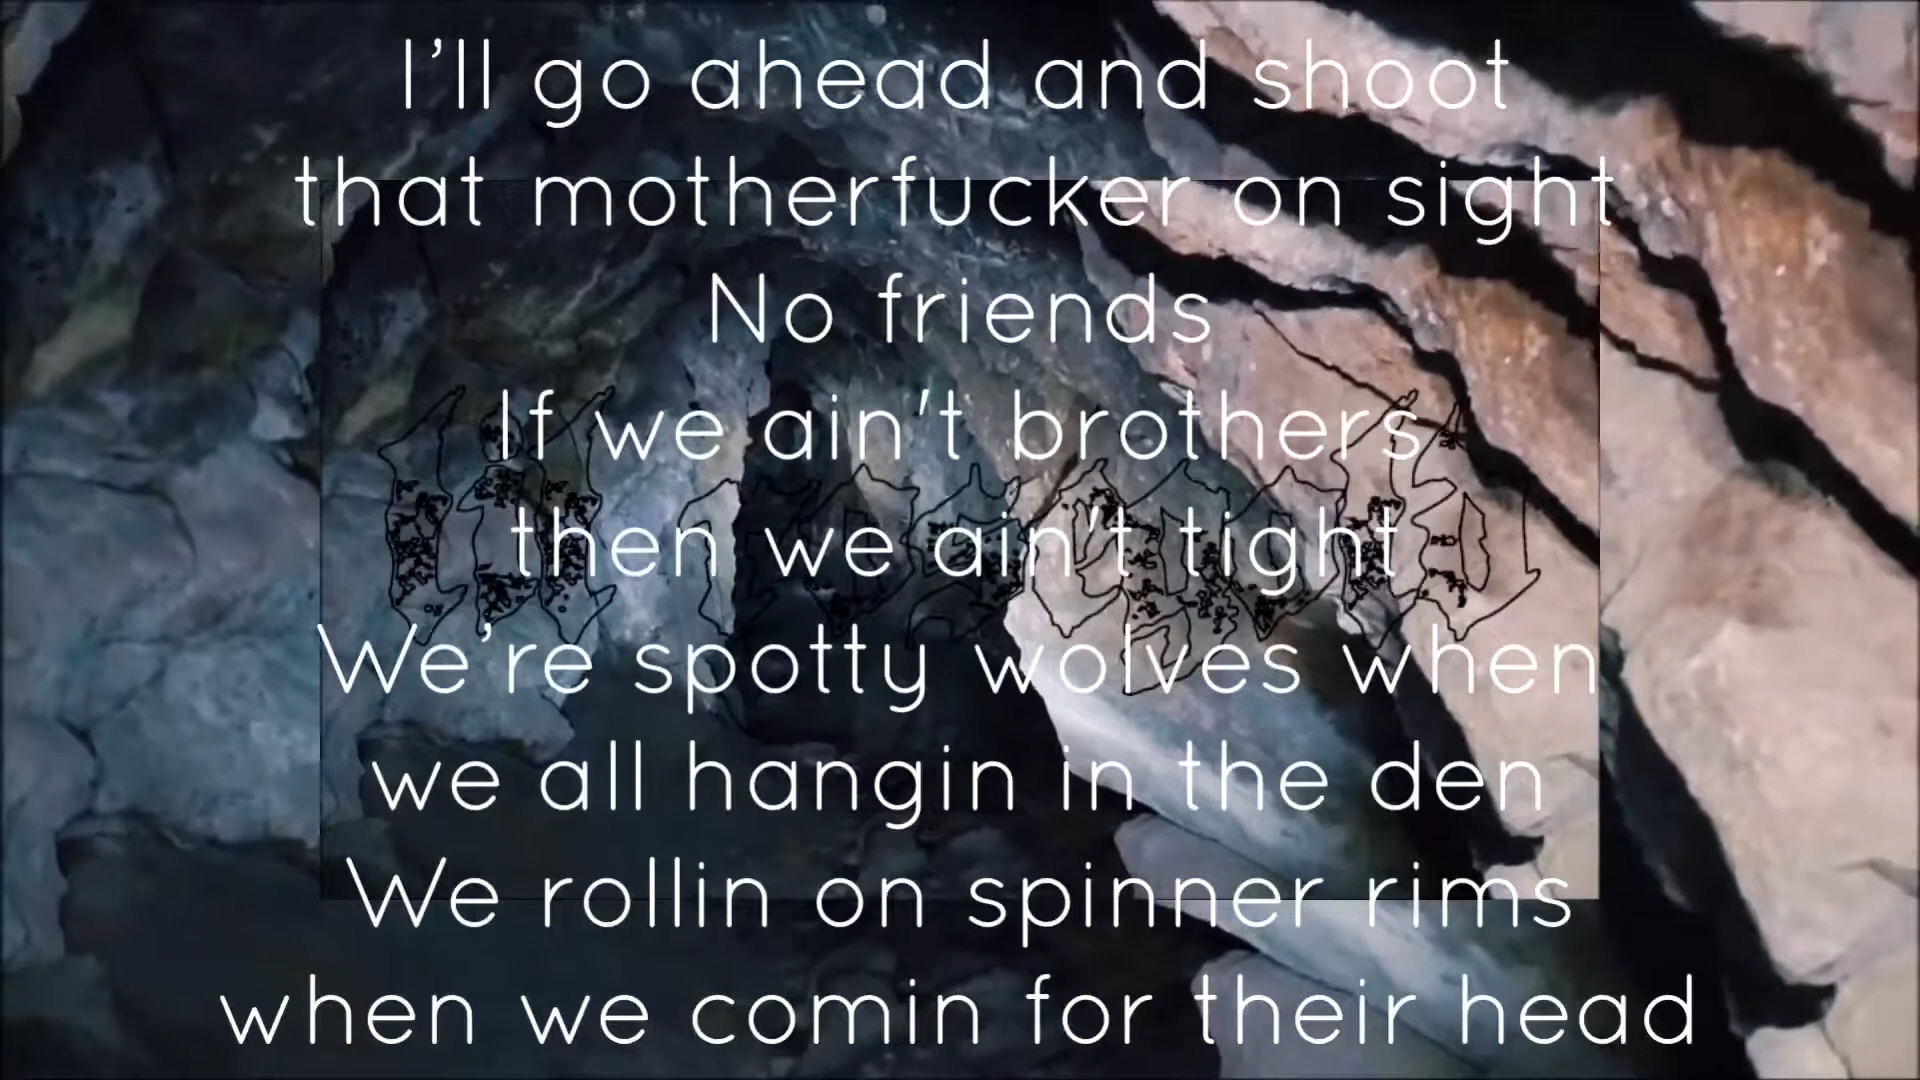 I’ll go ahead and shoot
that motherfucker on sight
No friends
If we ain't brothers
then we ain't tight
We’re spotty wolves when
we all hangin in the den
We rollin on spinner rims
when we comin for their head